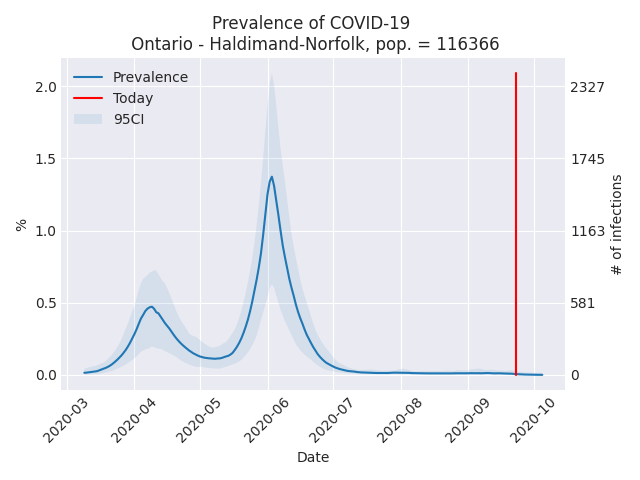 Prevalence of COVID-19
Ontario - Haldimand-Norfolk, pop. = 116366
Prevalence
Today
95CI
2.0
1.5
1.0
0.5
0.0
%
2327
1745
1163
581
0
# of infections
2020-03
2020-04
2020-05
2020-06
2020-07
2020-08
2020-09
2020-10
Date